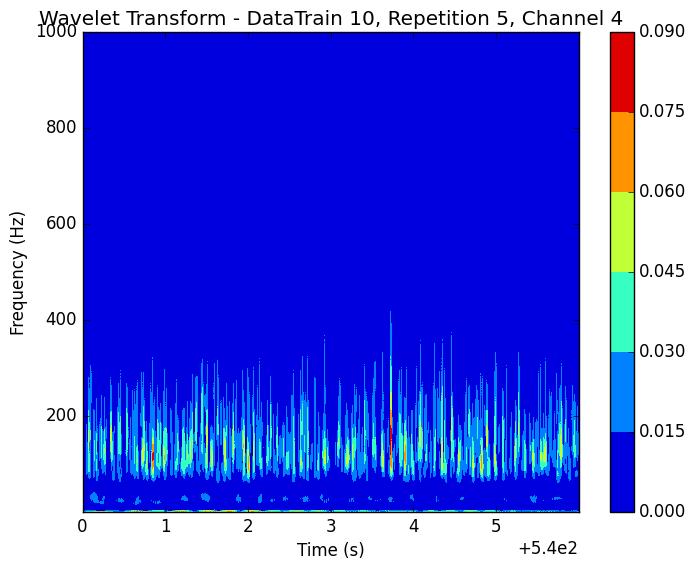 Wavelet Transform - DataTrain 10, Repetition 5, Channel 4
1000
800
600
400
200
Frequency (Hz)
0 1 2 3 4 5
Time (s)
+5.4e2
0.090
0.075
0.060
0.045
0.030
0.015
0.000